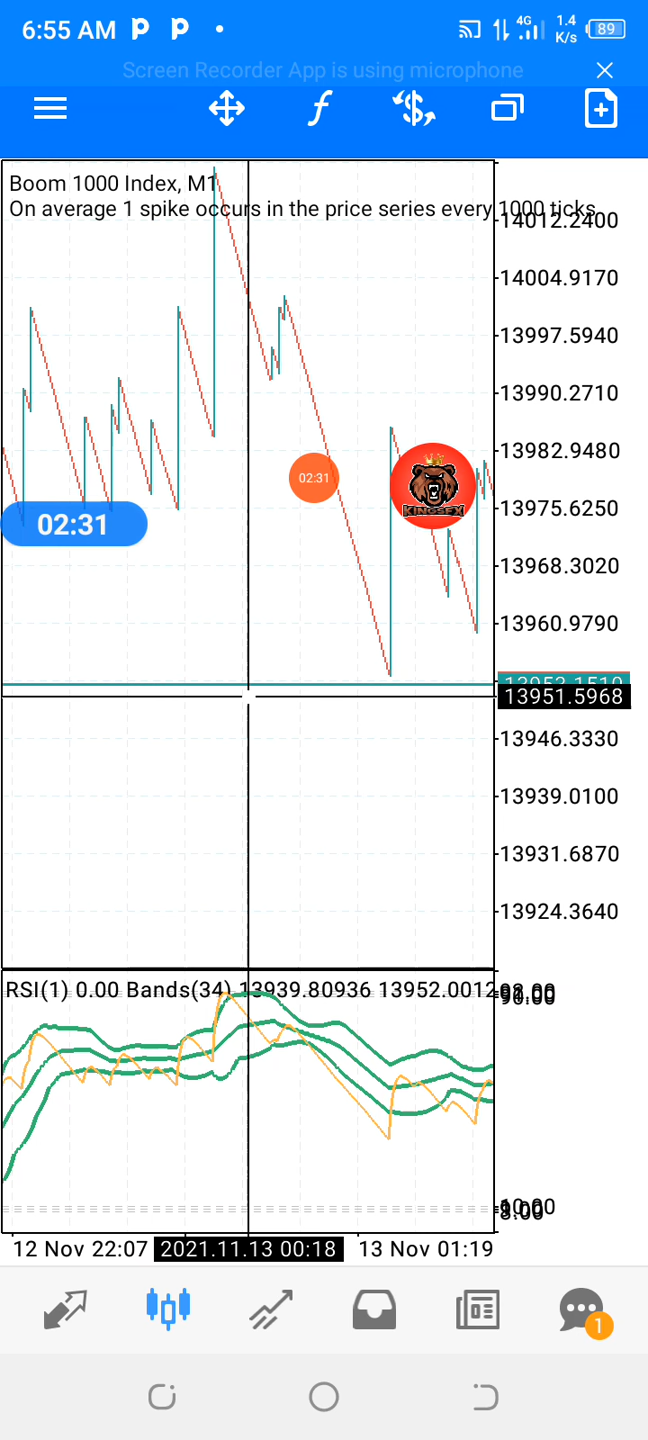 6:55 AM
4G
1.4 K/s
89
Screen Recorder App is using microphone
Boom 1000 Index, M1
On average 1 spike occurs in the price series every 1000 ticks
14012.2400
14004.9170
13997.5940
13990.2710
13982.9480
02:31
KINGSFX
13975.6250
02:31
13968.3020
13960.9790
13951.5968
13946.3330
13939.0100
13931.6870
13924.3640
RSI(1) 0.00 Bands(34) 13939.80936 13952.0012
12 Nov 22:07
2021.11.13 00:18
13 Nov 01:19
1